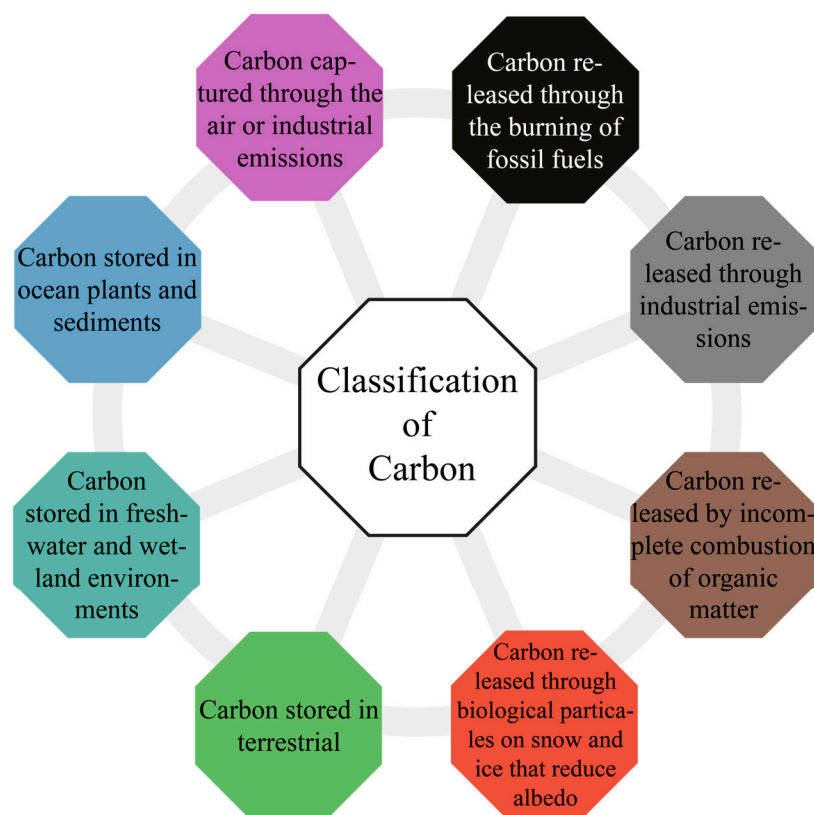 Carbon cap-
tured through the
air or industrial
emissions
Carbon re-
leased through
the burning of
fossil fuels
Carbon stored in
ocean plants and
sediments
Carbon re-
leased through
industrial emis-
sions
Classification
of
Carbon
Carbon
stored in fresh-
water and wet-
land environ-
ments
Carbon re-
leased by incom-
plete combustion
of organic
matter
Carbon stored in
terrestrial
Carbon re-
leased through
biological partica-
les on snow and
ice that reduce
albedo